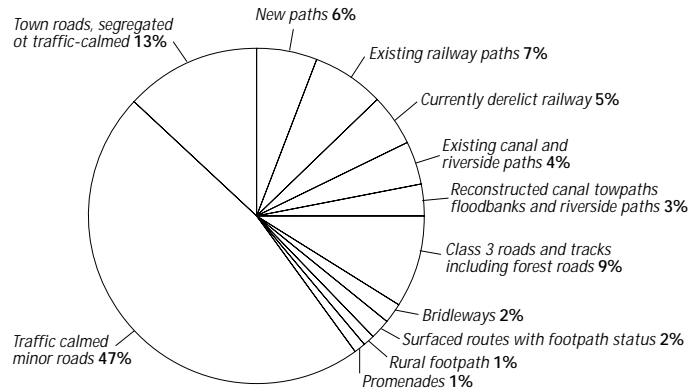 New paths 6%
Existing railway paths 7%
Currently derelict railway 5%
Existing canal and
riverside paths 4%
Reconstructed canal towpaths
floodbanks and riverside paths 3%
Class 3 roads and tracks
including forest roads 9%
Bridleways 2%
Surfaced routes with footpath status 2%
Rural footpath 1%
Promenades 1%
Traffic calmed
minor roads 47%
Town roads, segregated
ot traffic-calmed 13%